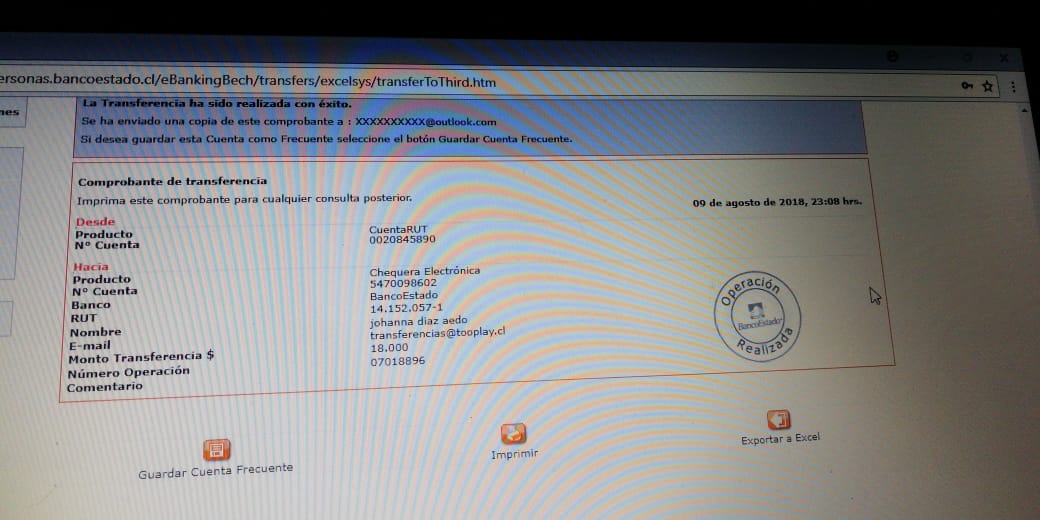 ersonas.bancoestado.cl/eBankingBech/transfers/excelsys/transferToThird.htm
nes
La Transferencia ha sido realizada con éxito.
Se ha enviado una copia de este comprobante a : XXXXXXXXXX@outlook.com
Si desea guardar esta Cuenta como Frecuente seleccione el botón Guardar Cuenta Frecuente.
Comprobante de transferencia
Imprima este comprobante para cualquier consulta posterior.
09 de agosto de 2018, 23:08 hrs.
Desde
Producto CuentaRUT
Nº Cuenta 0020845890
Hacia
Producto Chequera Electrónica
Nº Cuenta 5470098602
Banco BancoEstado
RUT 14.152.057-1
Nombre johanna diaz aedo
E-mail transferencias@tooplay.cl
Monto Transferencia $ 18.000
Número Operación 07018896
Comentario
Operación
BancoEstado
Realizada
Guardar Cuenta Frecuente
Imprimir
Exportar a Excel